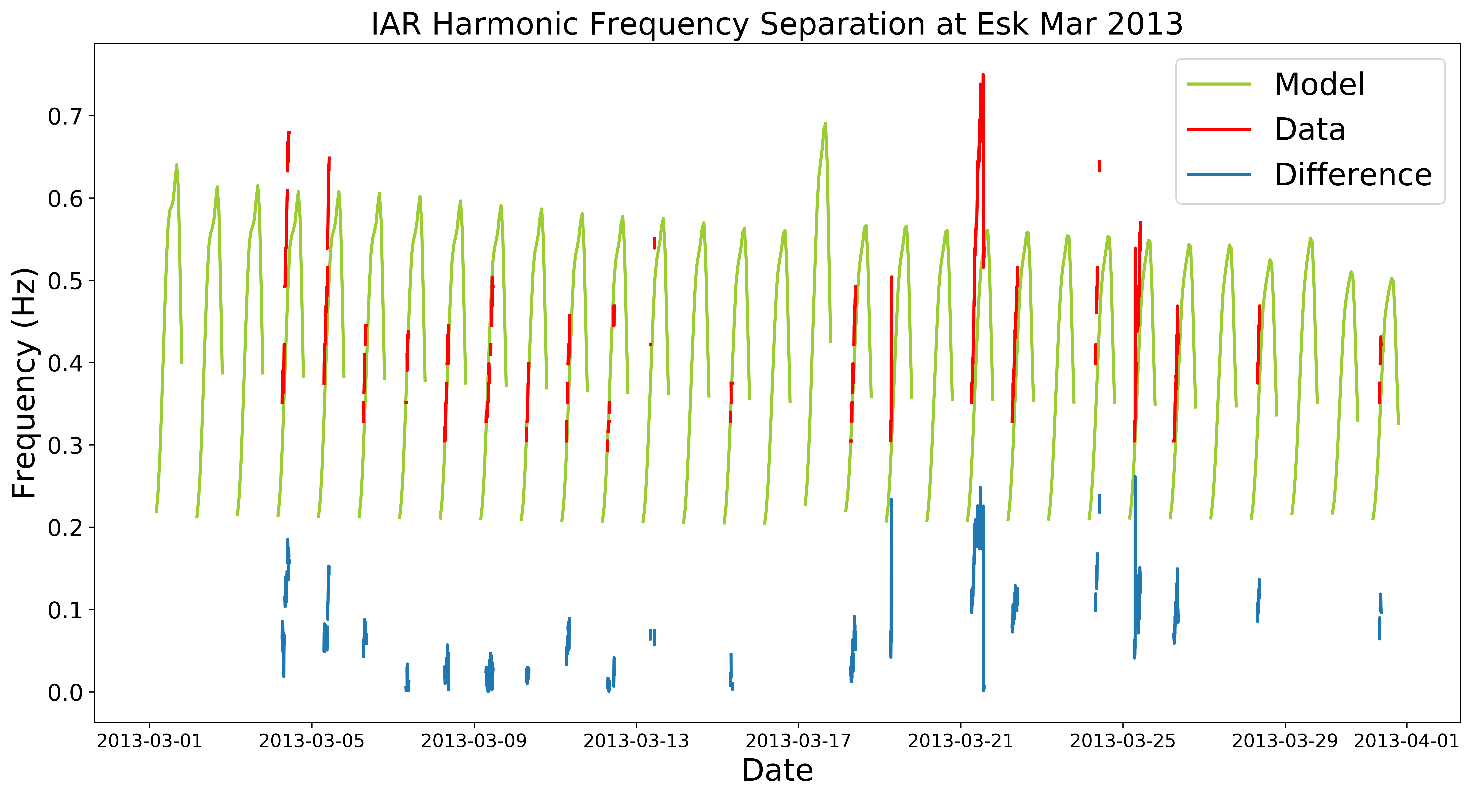 IAR Harmonic Frequency Separation at Esk Mar 2013
Model
Data
Difference
Frequency (Hz)
0.7
0.6
0.5
0.4
0.3
0.2
0.1
0.0
2013-03-01 2013-03-05 2013-03-09 2013-03-13 2013-03-17 2013-03-21 2013-03-25 2013-03-29 2013-04-01
Date